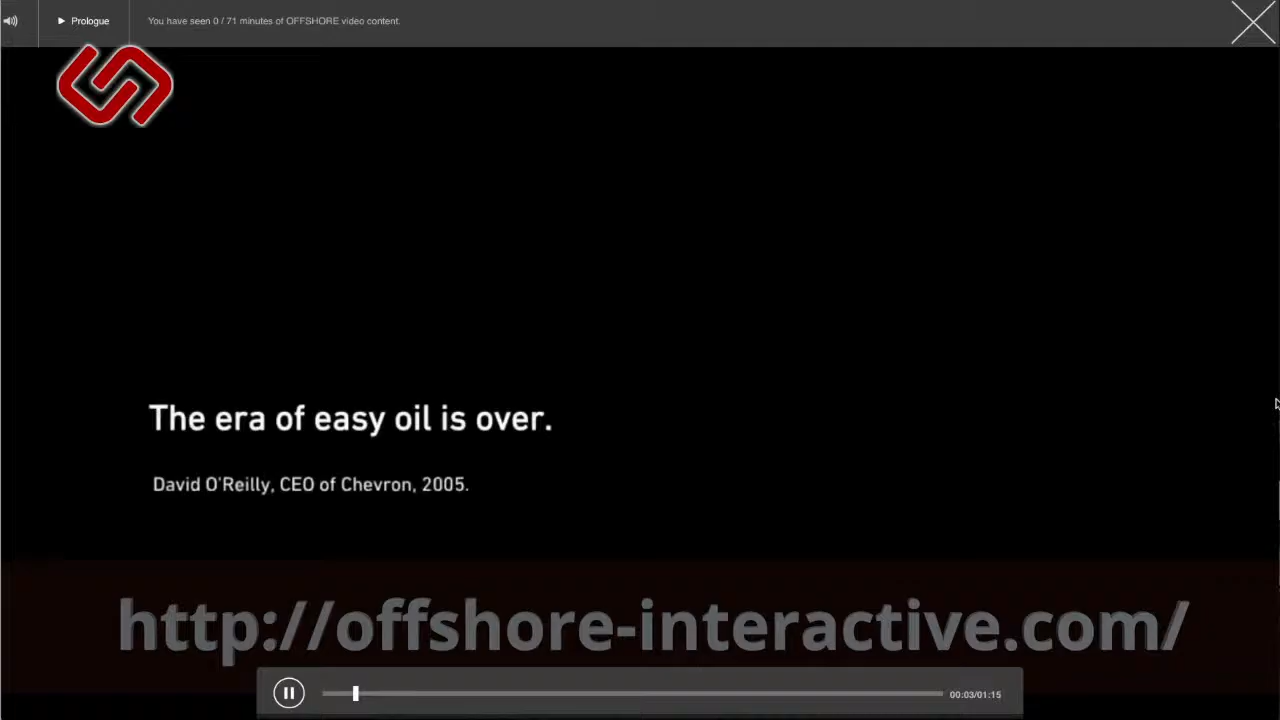 Prologue
You have seen 0 / 71 minutes of OFFSHORE video content.
The era of easy oil is over.
David O'Reilly, CEO of Chevron, 2005.
http://offshore-interactive.com/
00:03/01:15